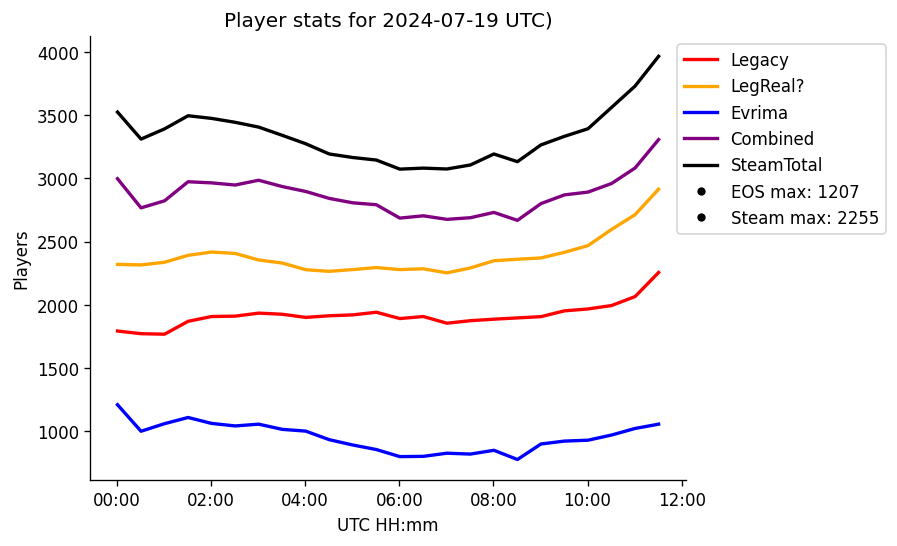 Player stats for 2024-07-19 UTC)
4000
3500
3000
2500
2000
1500
1000
Players
00:00
02:00
04:00
06:00
08:00
10:00
12:00
UTC HH:mm
Legacy
LegReal?
Evrima
Combined
SteamTotal
EOS max: 1207
Steam max: 2255